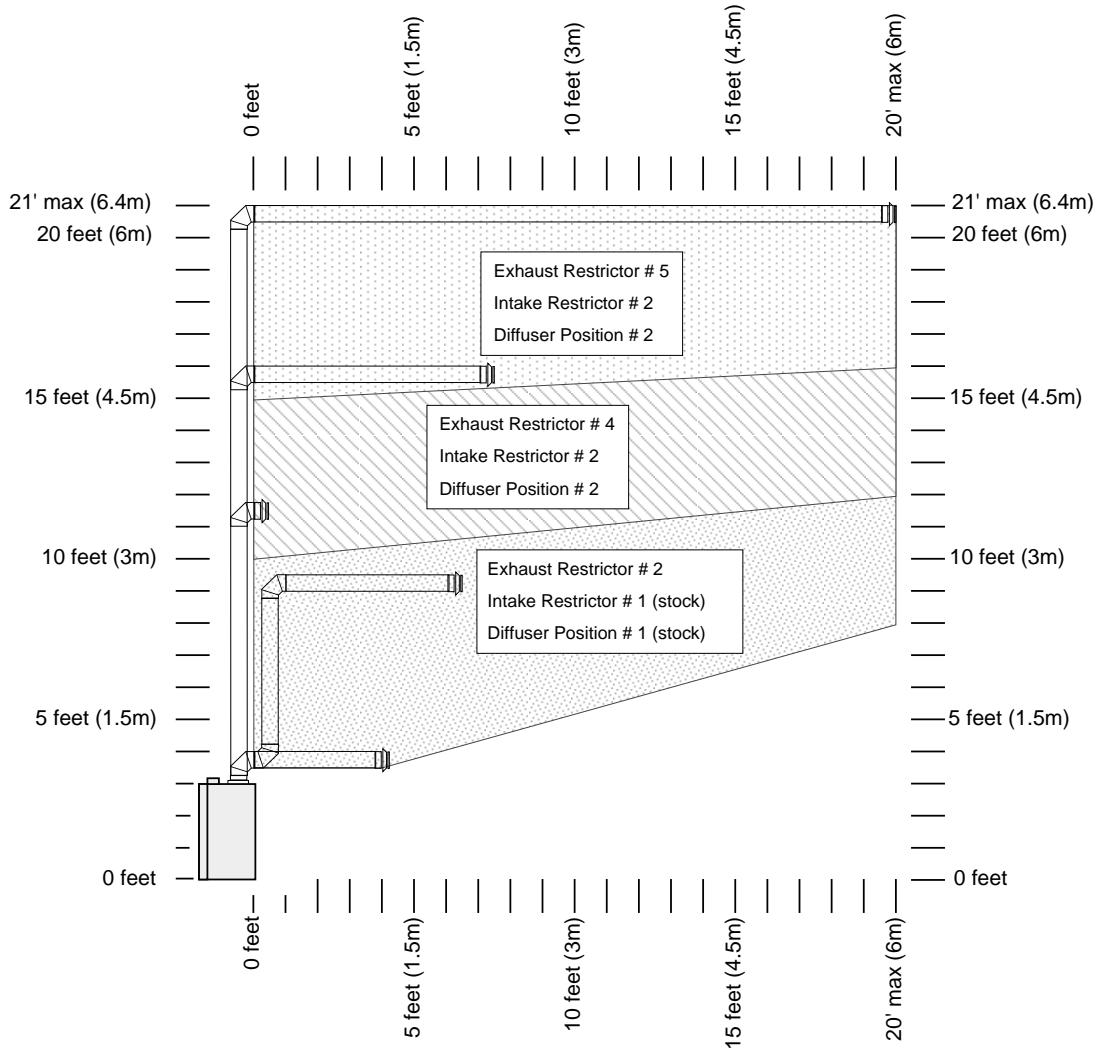 0 feet
5 feet (1.5m)
10 feet (3m)
15 feet (4.5m)
20' max (6m)
21' max (6.4m)
21' max (6.4m)
20 feet (6m)
20 feet (6m)
Exhaust Restrictor # 5
Intake Restrictor # 2
Diffuser Position # 2
15 feet (4.5m)
15 feet (4.5m)
Exhaust Restrictor # 4
Intake Restrictor # 2
Diffuser Position # 2
10 feet (3m)
10 feet (3m)
Exhaust Restrictor # 2
Intake Restrictor # 1 (stock)
Diffuser Position # 1 (stock)
5 feet (1.5m)
5 feet (1.5m)
0 feet
0 feet
0 feet
5 feet (1.5m)
10 feet (3m)
15 feet (4.5m)
20' max (6m)